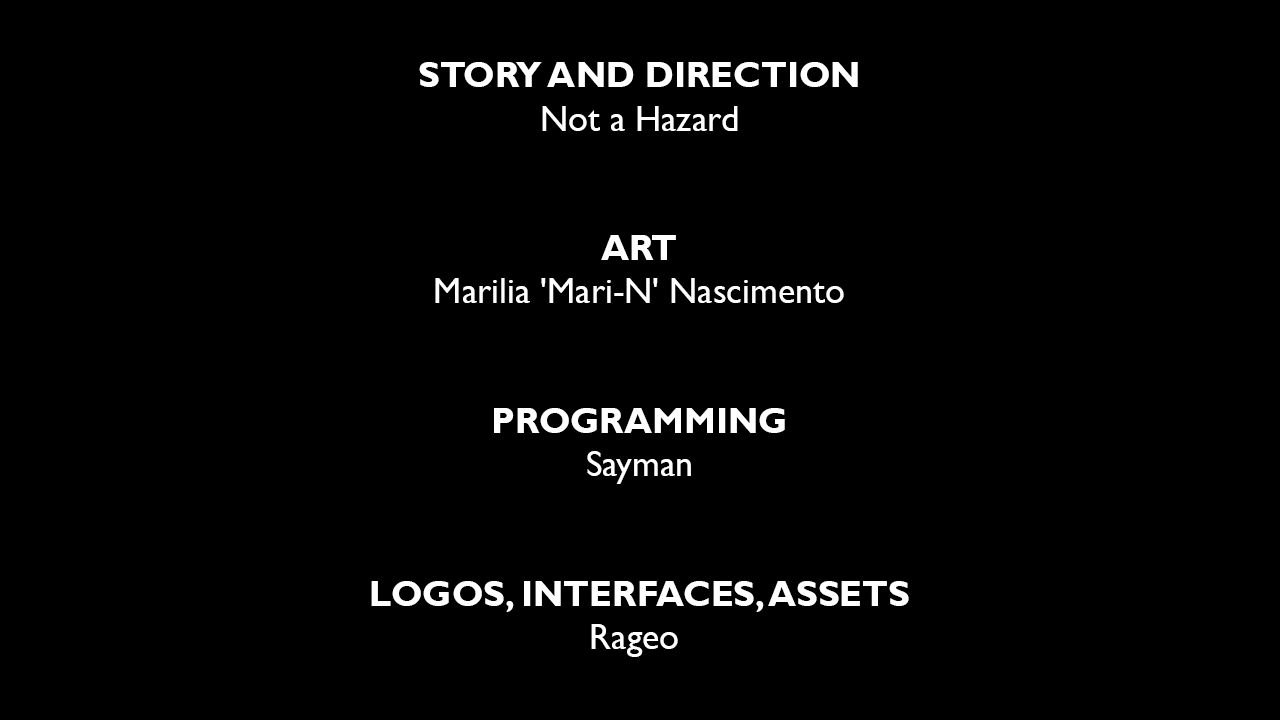 STORY AND DIRECTION
Not a Hazard
ART
Marilia 'Mari-N' Nascimento
PROGRAMMING
Sayman
LOGOS, INTERFACES, ASSETS
Rageo